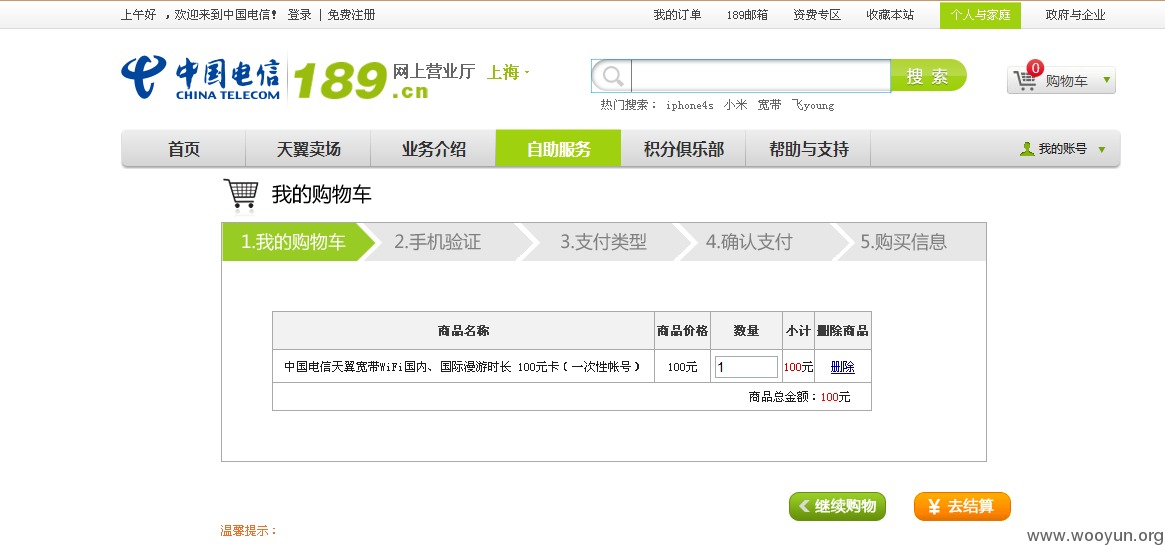 上午好 ，欢迎来到中国电信！ 登录 | 免费注册 我的订单 189邮箱 资费专区 收藏本站 个人与家庭 政府与企业
中国电信 CHINA TELECOM 189.cn 网上营业厅 上海
搜 索
0 购物车
热门搜索： iphone4s 小米 宽带 飞young
首页 天翼卖场 业务介绍 自助服务 积分俱乐部 帮助与支持 我的账号
我的购物车
1.我的购物车 2.手机验证 3.支付类型 4.确认支付 5.购买信息
商品名称 商品价格 数量 小计 删除商品
中国电信天翼宽带WiFi国内、国际漫游时长 100元卡（一次性帐号） 100元 1 100元 删除
商品总金额：100元
继续购物 ¥ 去结算
温馨提示：
www.wooyun.org